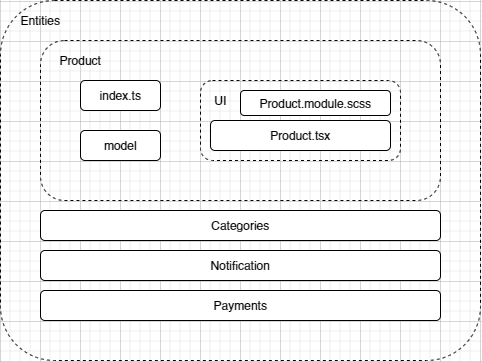 Entities
Product
index.ts
UI
Product.module.scss
model
Product.tsx
Categories
Notification
Payments